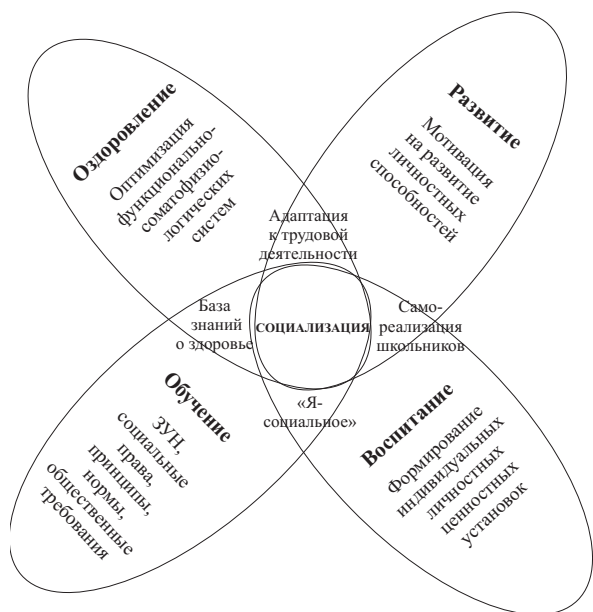 Оздоровление
Оптимизация
функционально-
соматофизио-
логических
систем
Развитие
Мотивация
на развитие
личностных
способностей
Адаптация
к трудовой
деятельности
База
знаний
о здоровье
СОЦИАЛИЗАЦИЯ
Само-
реализация
школьников
«Я-
социальное»
Обучение
ЗУН,
социальные
права,
принципы,
нормы,
общественные
требования
Воспитание
Формирование
индивидуальных
личностных
ценностных
установок